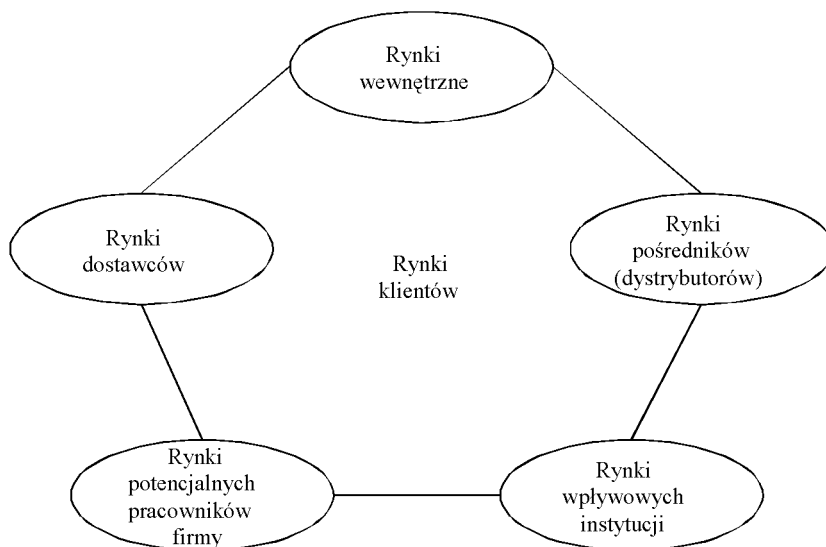 Rynki
wewnętrzne
Rynki
dostawców
Rynki
klientów
Rynki
pośredników
(dystrybutorów)
Rynki
potencjalnych
pracowników
firmy
Rynki
wpływowych
instytucji